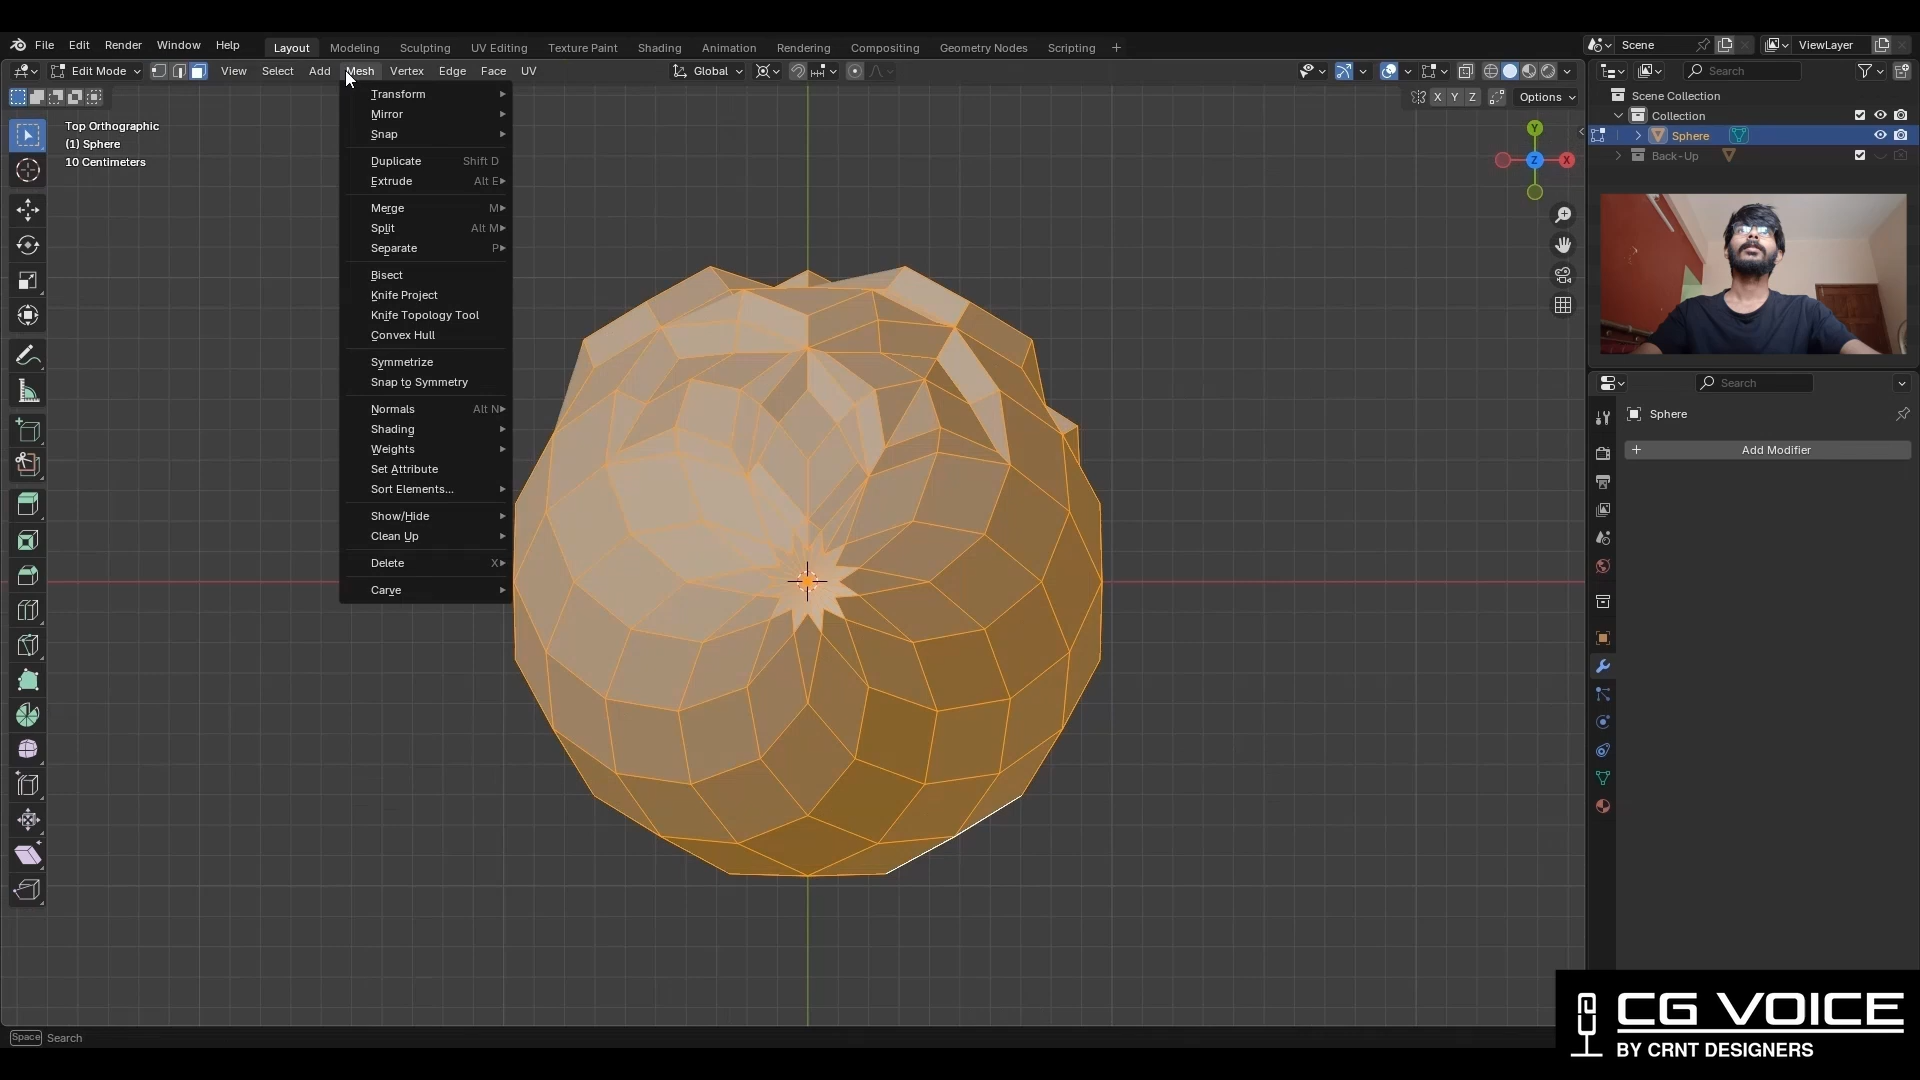 File Edit Render Window Help Layout Modeling Sculpting UV Editing Texture Paint Shading Animation Rendering Compositing Geometry Nodes Scripting + Scene ViewLayer
Edit Mode View Select Add Mesh Vertex Edge Face UV Global Search
X Y Z Options
Top Orthographic
(1) Sphere
10 Centimeters
Transform
Mirror
Snap
Duplicate Shift D
Extrude Alt E
Merge M
Split Alt M
Separate P
Bisect
Knife Project
Knife Topology Tool
Convex Hull
Symmetrize
Snap to Symmetry
Normals Alt N
Shading
Weights
Set Attribute
Sort Elements...
Show/Hide
Clean Up
Delete X
Carve
Y
Z
X
Scene Collection
Collection
Sphere
Back-Up
Search
Sphere
+ Add Modifier
Space Search
CG VOICE
BY CRNT DESIGNERS